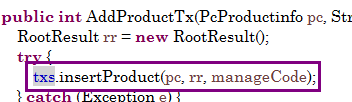 public int AddProductTx(PcProductinfo pc, Str
RootResult rr = new RootResult();
try {
txs.insertProduct(pc, rr, manageCode);
} catch (Exception e) {